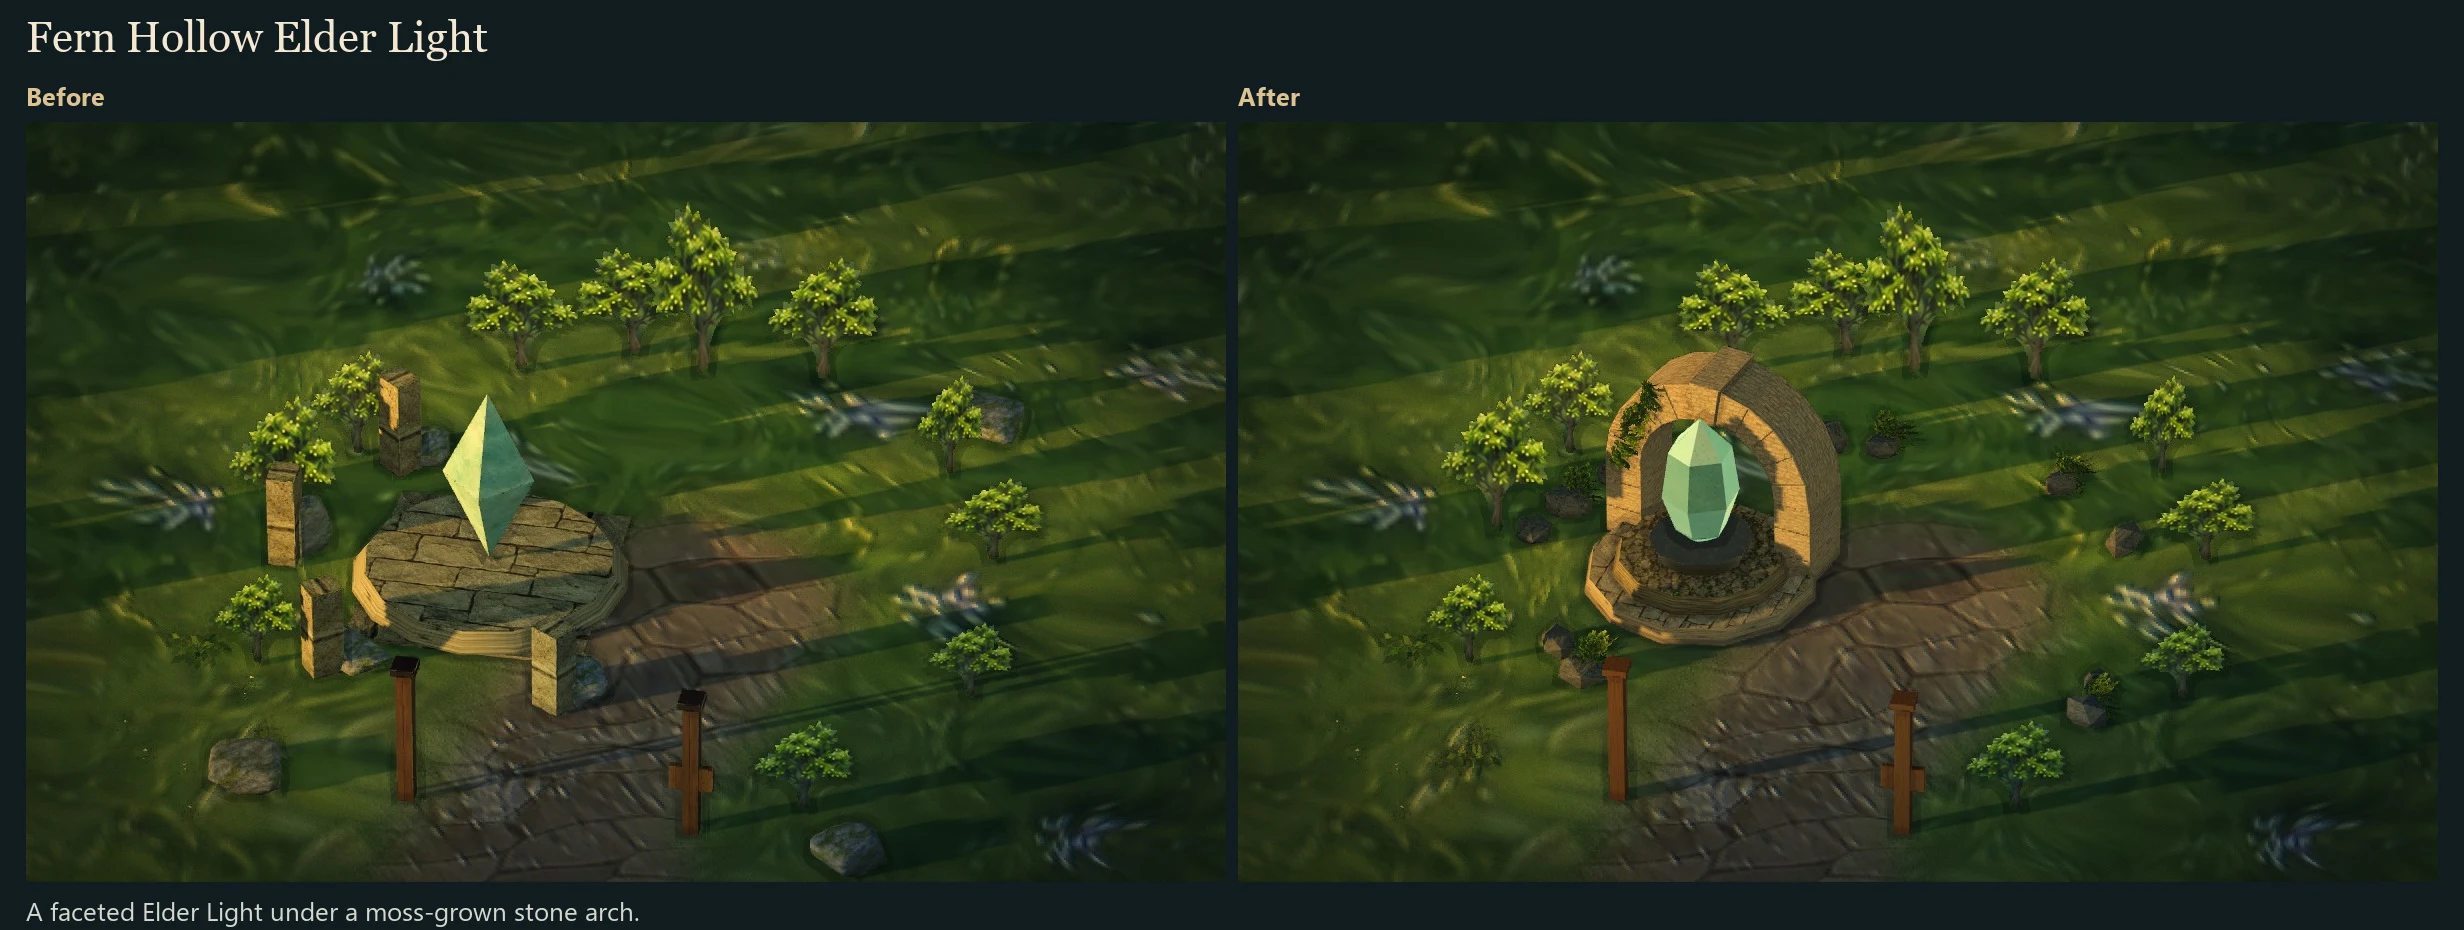 Fern Hollow Elder Light
Before
After
A faceted Elder Light under a moss-grown stone arch.